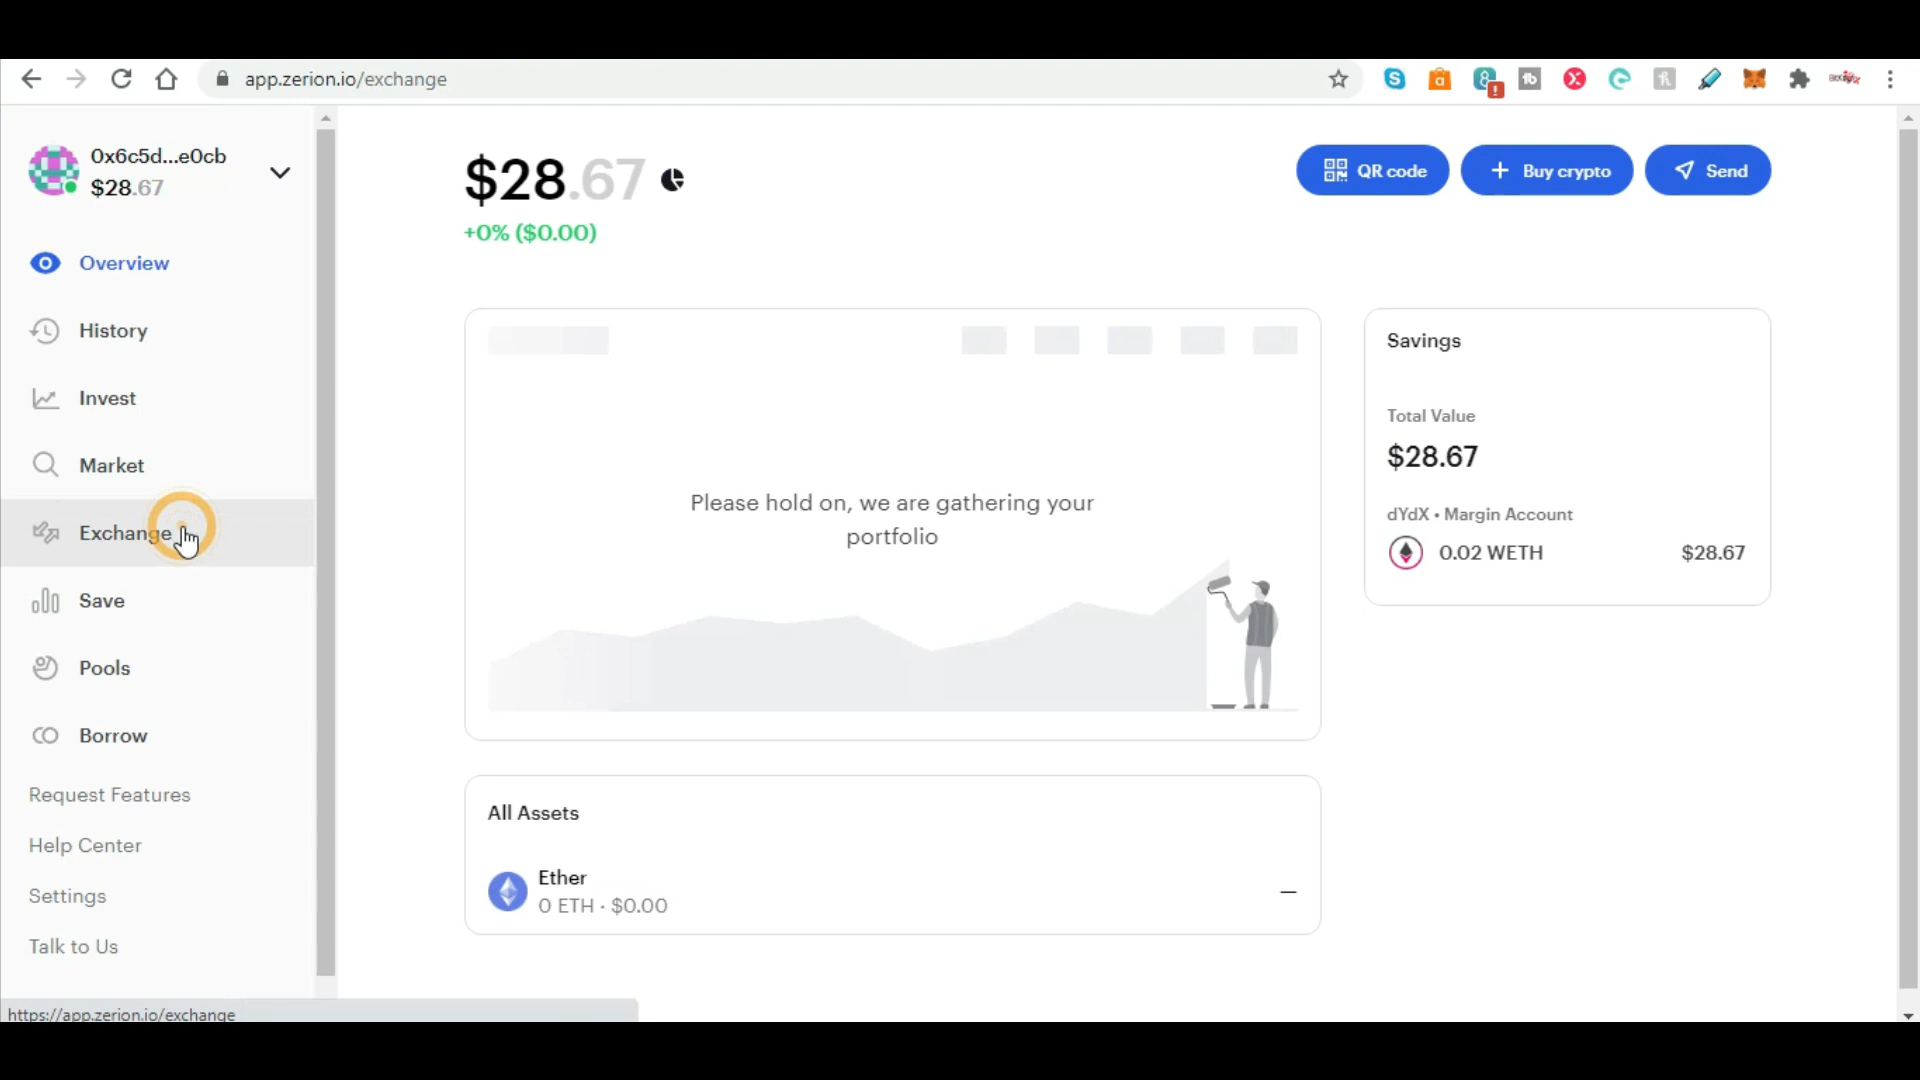 app.zerion.io/exchange
0x6c5d...e0cb
$28.67
Overview
History
Invest
Market
Exchange
Save
Pools
Borrow
Request Features
Help Center
Settings
Talk to Us
https://app.zerion.io/exchange
$28.67
+0% ($0.00)
QR code
Buy crypto
Send
Please hold on, we are gathering your
portfolio
Savings
Total Value
$28.67
dYdX • Margin Account
0.02 WETH $28.67
All Assets
Ether
0 ETH · $0.00
—